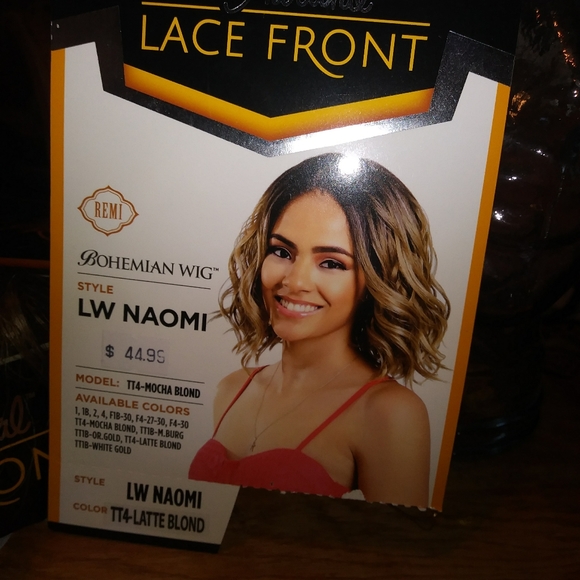 LACE FRONT
REMI
BOHEMIAN WIG™
STYLE
LW NAOMI
$ 44.99
MODEL: TT4-MOCHA BLOND
AVAILABLE COLORS
1, 1B, 2, 4, F1B-30, F4-27-30, F4-30
TT4-MOCHA BLOND, TT1B-M.BURG
TT1B-OR.GOLD, TT4-LATTE BLOND
TT1B-WHITE GOLD
STYLE LW NAOMI
COLOR TT4-LATTE BLOND